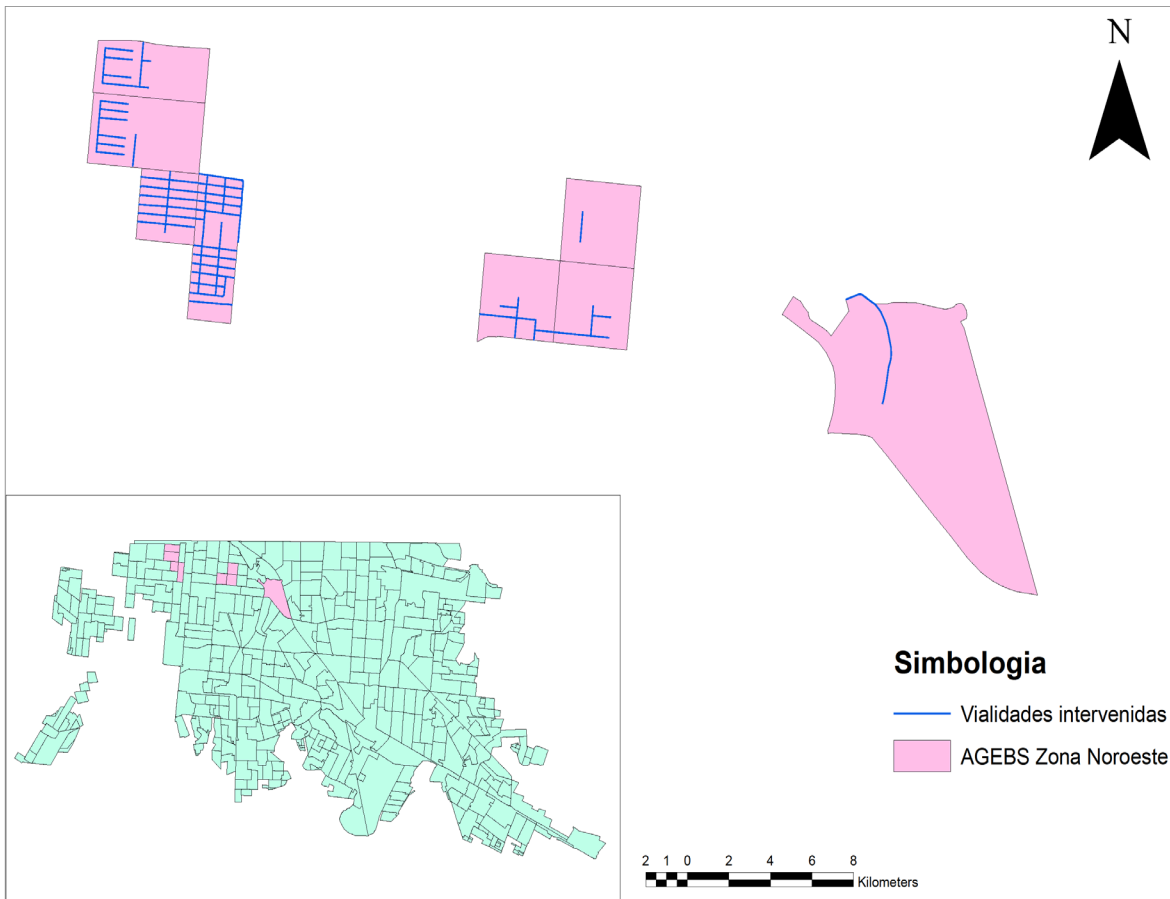 N
Simbologia
Vialidades intervenidas
AGEBS Zona Noroeste
2 1 0 2 4 6 8
Kilometers